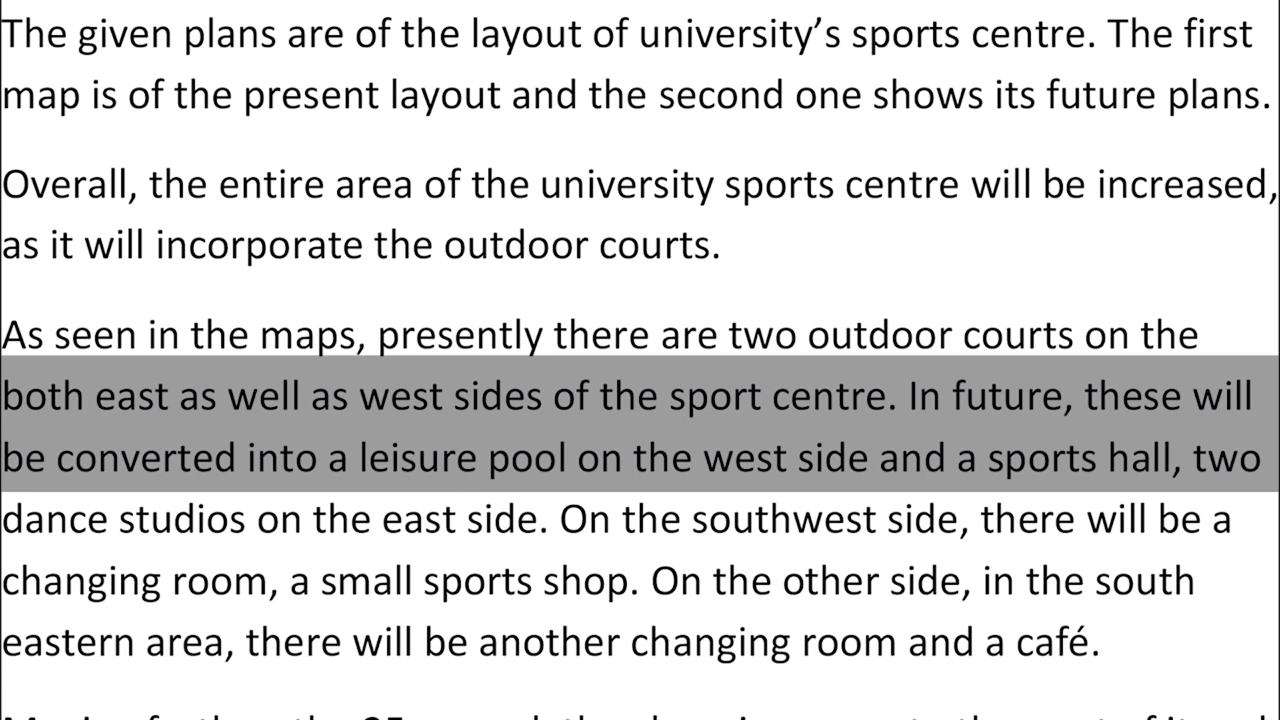 The given plans are of the layout of university’s sports centre. The first
map is of the present layout and the second one shows its future plans.
Overall, the entire area of the university sports centre will be increased,
as it will incorporate the outdoor courts.
As seen in the maps, presently there are two outdoor courts on the
both east as well as west sides of the sport centre. In future, these will
be converted into a leisure pool on the west side and a sports hall, two
dance studios on the east side. On the southwest side, there will be a
changing room, a small sports shop. On the other side, in the south
eastern area, there will be another changing room and a café.